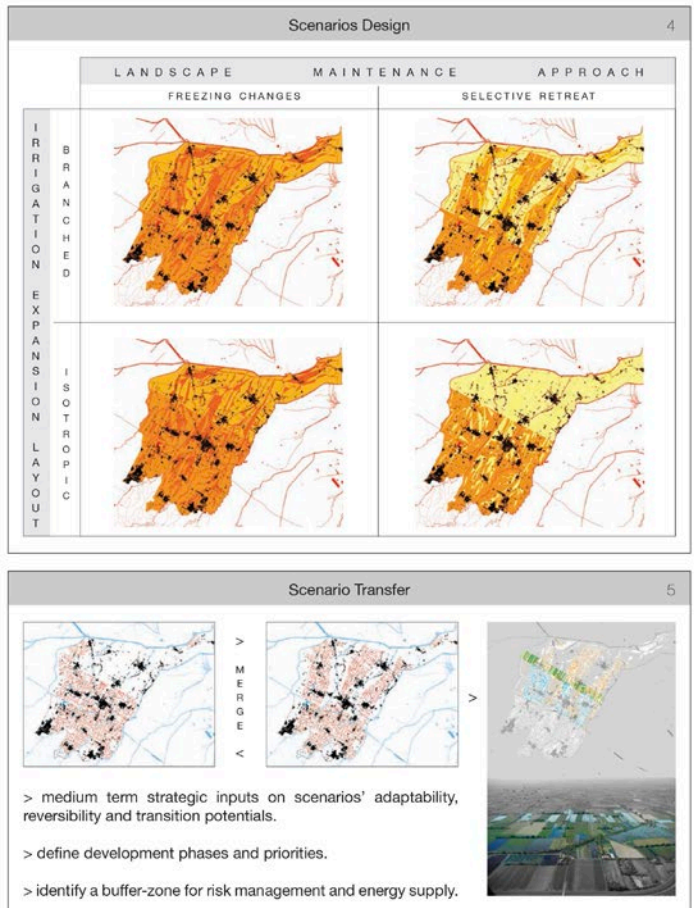 Scenarios Design 4
LANDSCAPE MAINTENANCE APPROACH
FREEZING CHANGES SELECTIVE RETREAT
IRRIGATION EXPANSION LAYOUT
BRANCHED
ISOTROPIC
Scenario Transfer 5
> MERGE <
>
> medium term strategic inputs on scenarios' adaptability,
reversibility and transition potentials.
> define development phases and priorities.
> identify a buffer-zone for risk management and energy supply.